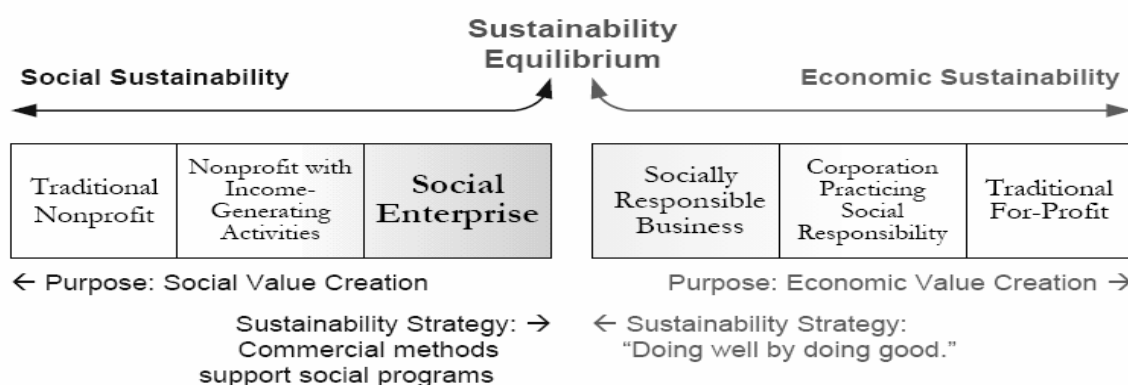 Sustainability
Equilibrium
Social Sustainability
Economic Sustainability
Traditional
Nonprofit
Nonprofit with
Income-
Generating
Activities
Social
Enterprise
Socially
Responsible
Business
Corporation
Practicing
Social
Responsibility
Traditional
For-Profit
← Purpose: Social Value Creation
Purpose: Economic Value Creation →
Sustainability Strategy: →
Commercial methods
support social programs
← Sustainability Strategy:
“Doing well by doing good.”